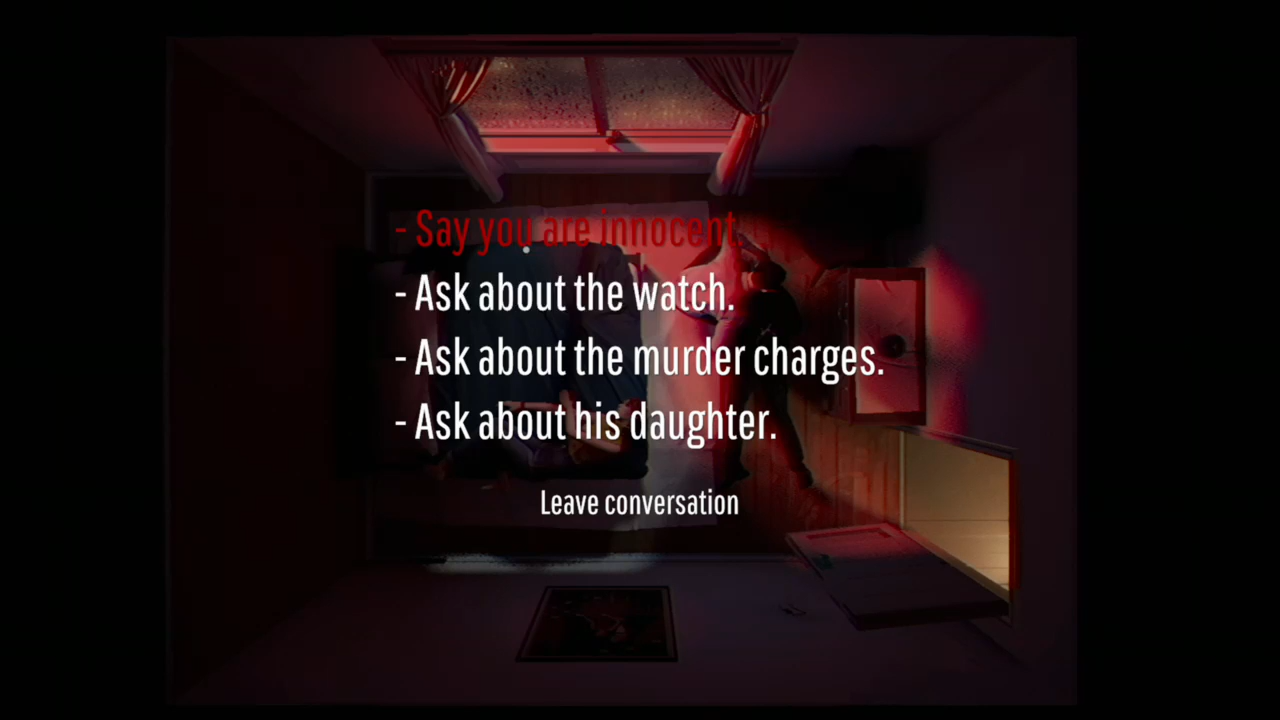 - Say you are innocent.
- Ask about the watch.
- Ask about the murder charges.
- Ask about his daughter.
Leave conversation